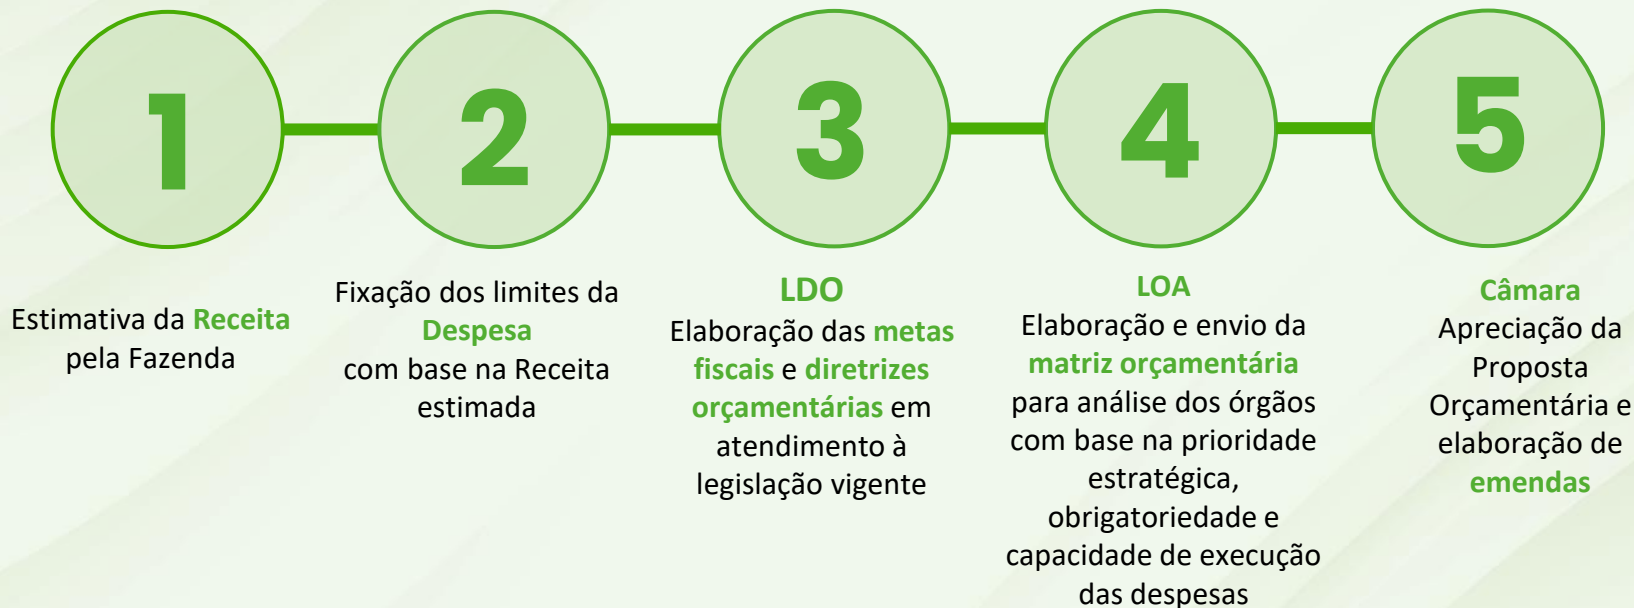 1
Estimativa da Receita
pela Fazenda
2
Fixação dos limites da
Despesa
com base na Receita
estimada
3
LDO
Elaboração das metas
fiscais e diretrizes
orçamentárias em
atendimento à
legislação vigente
4
LOA
Elaboração e envio da
matriz orçamentária
para análise dos órgãos
com base na prioridade
estratégica,
obrigatoriedade e
capacidade de execução
das despesas
5
Câmara
Apreciação da
Proposta
Orçamentária e
elaboração de
emendas